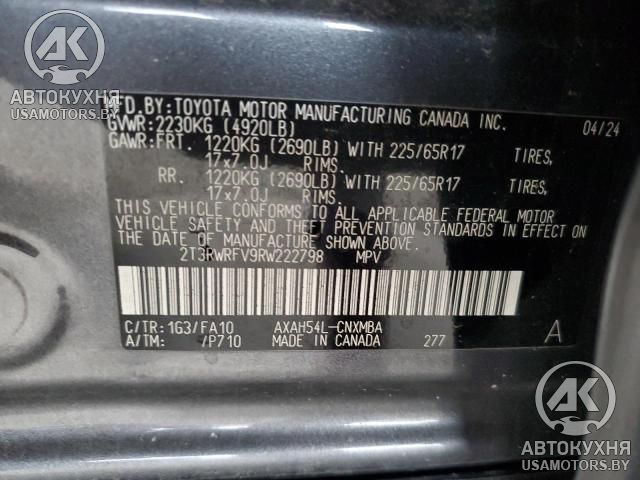 AK
АВТОКУХНЯ
USAMOTORS.BY
MFD.BY:TOYOTA MOTOR MANUFACTURING CANADA INC. 04/24
GVWR:2230KG (4920LB)
GAWR:FRT. 1220KG (2690LB) WITH 225/65R17 TIRES,
17x7.0J RIMS,
RR. 1220KG (2690LB) WITH 225/65R17 TIRES,
17x7.0J RIMS,
THIS VEHICLE CONFORMS TO ALL APPLICABLE FEDERAL MOTOR
VEHICLE SAFETY AND THEFT PREVENTION STANDARDS IN EFFECT
ON THE DATE OF MANUFACTURE SHOWN ABOVE.
2T3RWRFV9RW222798 MPV
C/TR:1G3/FA10 AXAH54L-CNXMBA A
A/TM: /P710 MADE IN CANADA 277
AK
АВТОКУХНЯ
USAMOTORS.BY